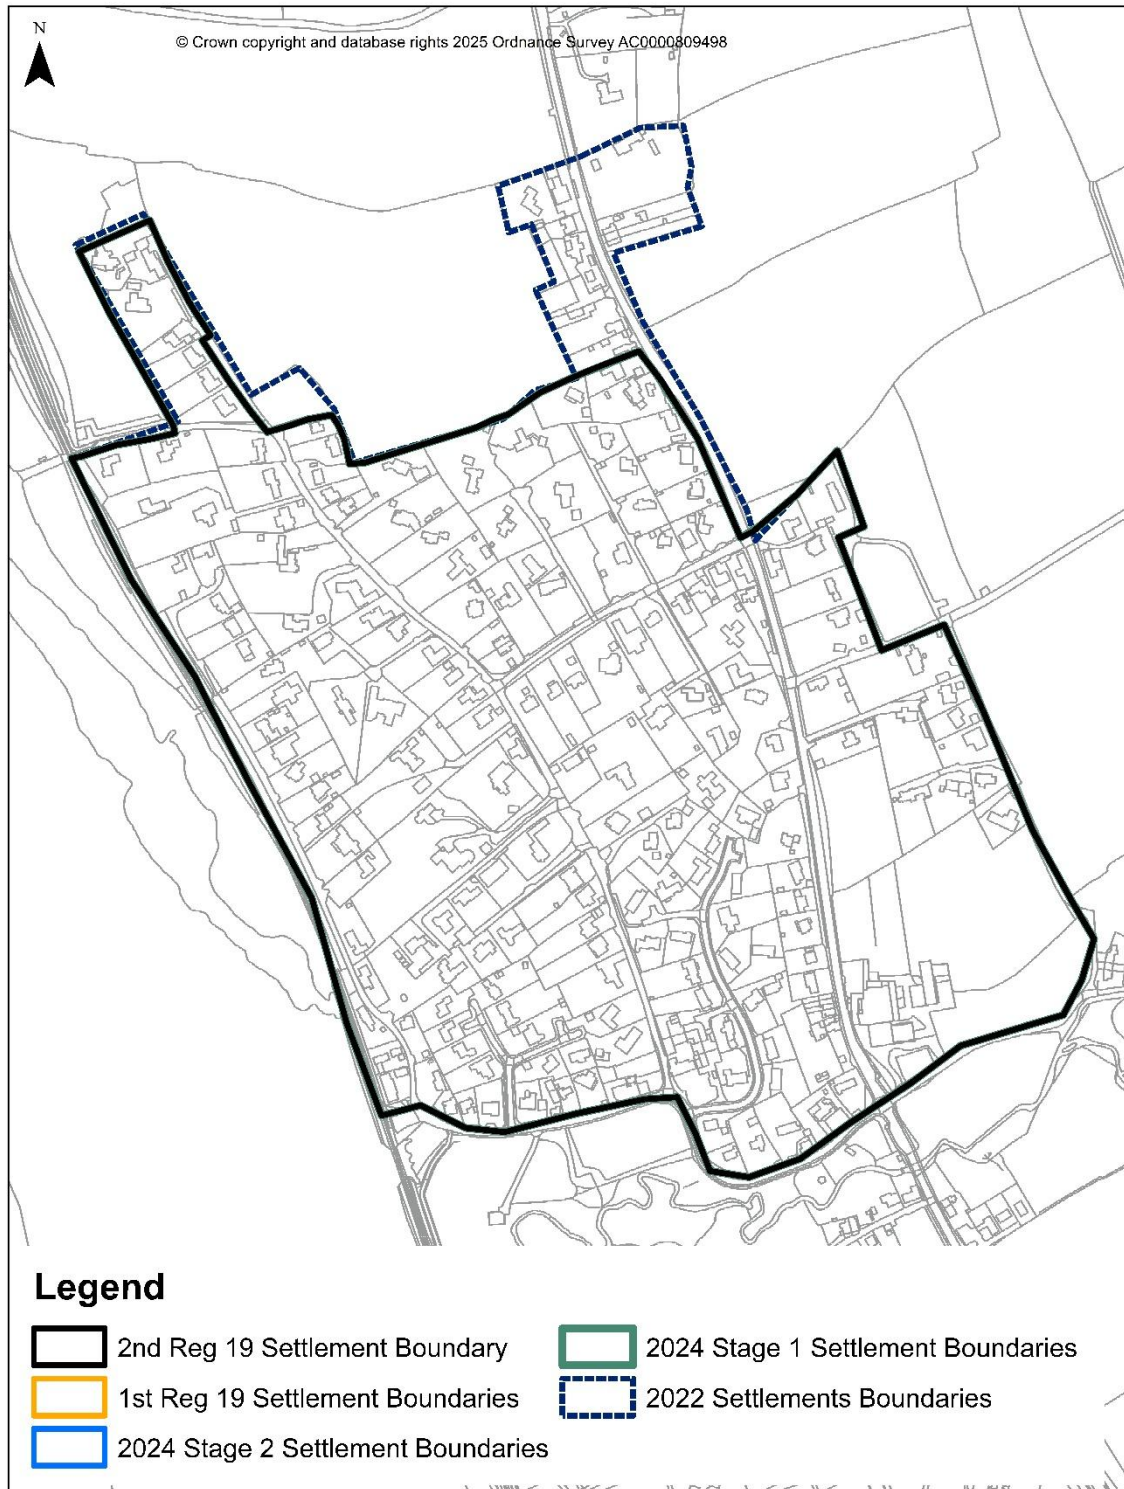 N
© Crown copyright and database rights 2025 Ordnance Survey AC0000809498
Legend
2nd Reg 19 Settlement Boundary
1st Reg 19 Settlement Boundaries
2024 Stage 2 Settlement Boundaries
2024 Stage 1 Settlement Boundaries
2022 Settlements Boundaries